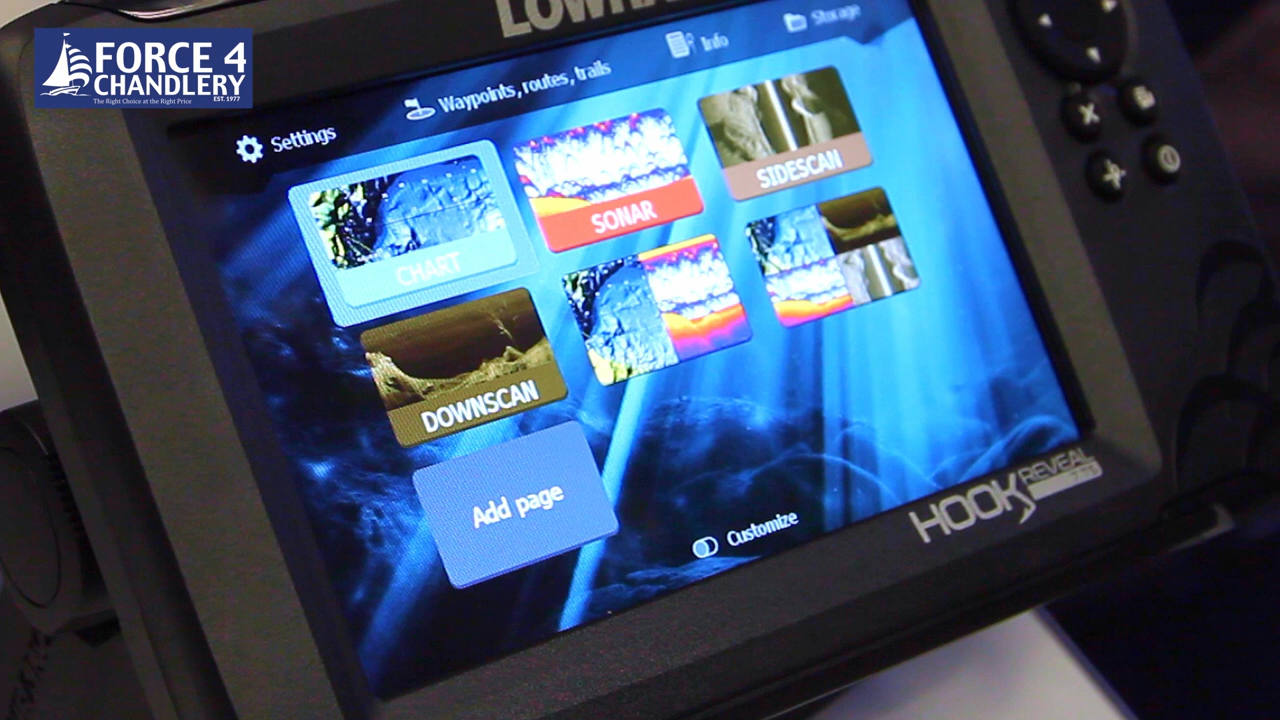 FORCE 4
CHANDLERY
The Right Choice at the Right Price
EST. 1977
Settings
Waypoints, routes, trails
Info
Storage
CHART
SONAR
SIDESCAN
DOWNSCAN
Add page
Customize
HOOK
REVEAL